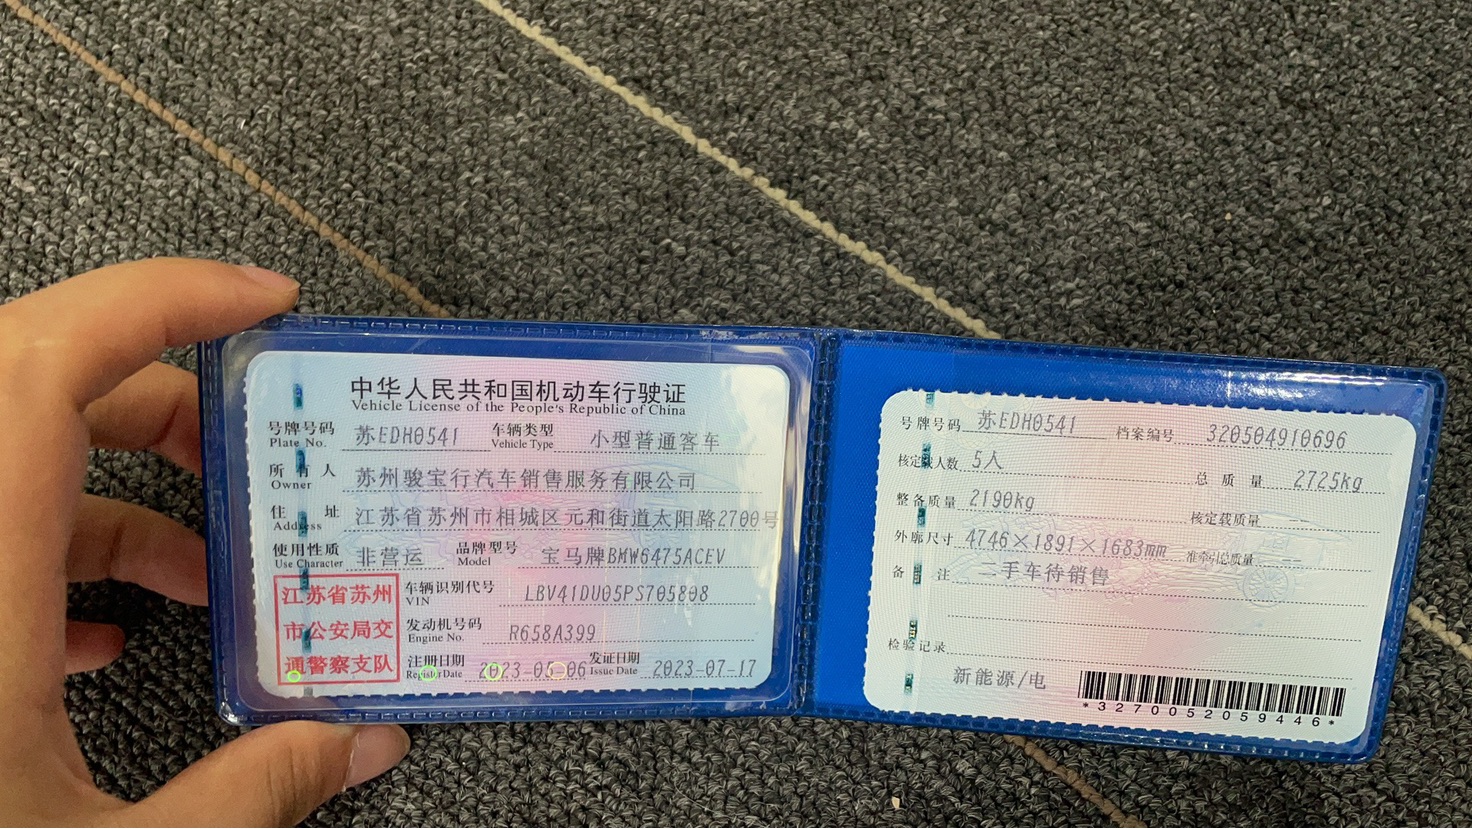 中华人民共和国机动车行驶证
Vehicle License of the People's Republic of China
号牌号码 苏EDH0541 车辆类型 小型普通客车
Plate No. Vehicle Type
所有人 苏州骏宝行汽车销售服务有限公司
Owner
住址 江苏省苏州市相城区元和街道太阳路2700号
Address
使用性质 非营运 品牌型号 宝马牌BMW6475ACEV
Use Character Model
江苏省苏州
市公安局交
通警察支队
车辆识别代号 LBV41DU05PS705808
VIN
发动机号码 R658A399
Engine No.
注册日期 2023-05-06 发证日期 2023-07-17
Register Date Issue Date
号牌号码 苏EDH0541 档案编号 320504910696
核定载人数 5人 总质量 2725kg
整备质量 2190kg 核定载质量 --
外廓尺寸 4746×1891×1683mm 准牵引总质量 --
备注 二手车待销售
检验记录
新能源/电
*3270052059446*